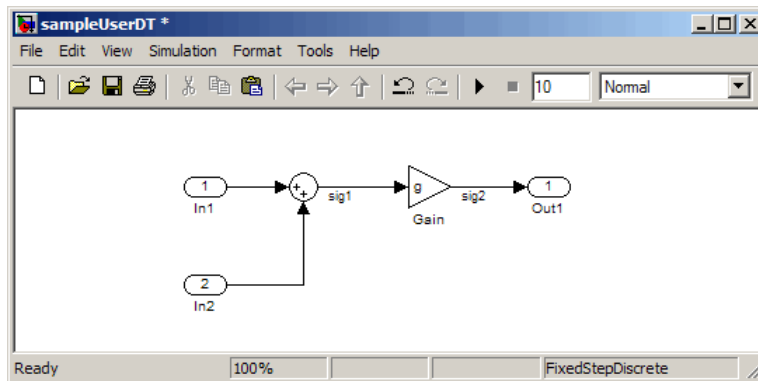 sampleUserDT *
File Edit View Simulation Format Tools Help
10 Normal
1
In1
sig1
g
Gain
sig2
1
Out1
2
In2
Ready 100% FixedStepDiscrete